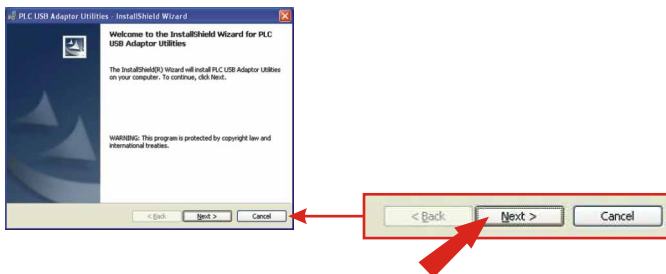 PLC USB Adaptor Utilities - InstallShield Wizard
Welcome to the InstallShield Wizard for PLC
USB Adaptor Utilities
The InstallShield(R) Wizard will install PLC USB Adaptor Utilities
on your computer. To continue, click Next.
WARNING: This program is protected by copyright law and
international treaties.
< Back Next > Cancel
< Back Next > Cancel